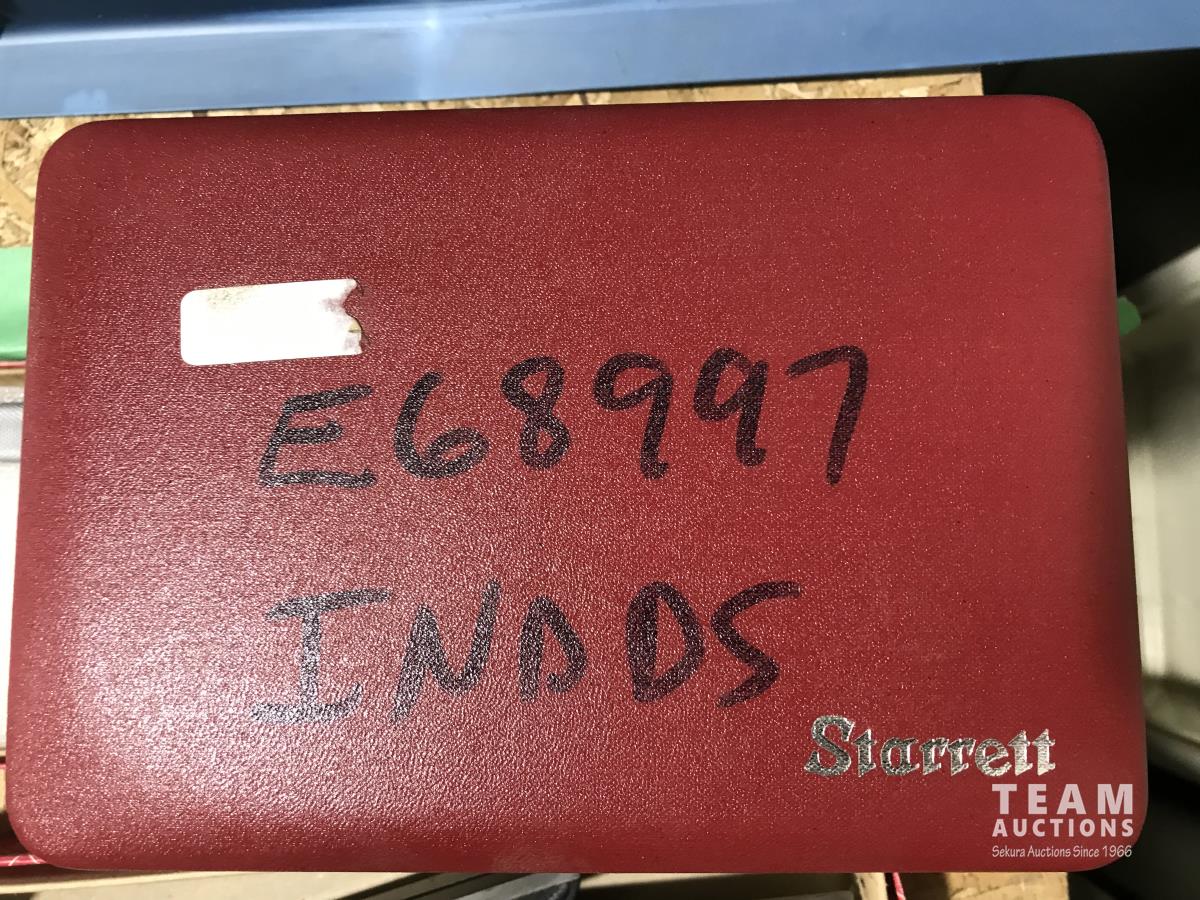 E68997
INDDS
Starrett
TEAM
AUCTIONS
Sekura Auctions Since 1966